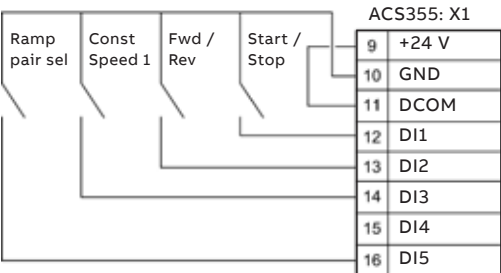 ACS355: X1
Ramp
pair sel
Const
Speed 1
Fwd /
Rev
Start /
Stop
9 +24 V
10 GND
11 DCOM
12 DI1
13 DI2
14 DI3
15 DI4
16 DI5